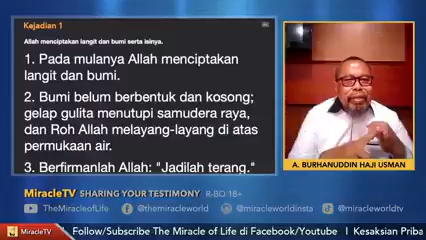 Kejadian 1
Allah menciptakan langit dan bumi serta isinya.
1. Pada mulanya Allah menciptakan
langit dan bumi.
2. Bumi belum berbentuk dan kosong;
gelap gulita menutupi samudera raya,
dan Roh Allah melayang-layang di atas
permukaan air.
3. Berfirmanlah Allah: "Jadilah terang."
A. BURHANUDDIN HAJI USMAN
MiracleTV SHARING YOUR TESTIMONY R-BO 18+
TheMiracleofLife @themiracleworld @miracleworldinsta @miracleworldtv
MiracleTV Follow/Subscribe The Miracle of Life di Facebook/Youtube I Kesaksian Priba